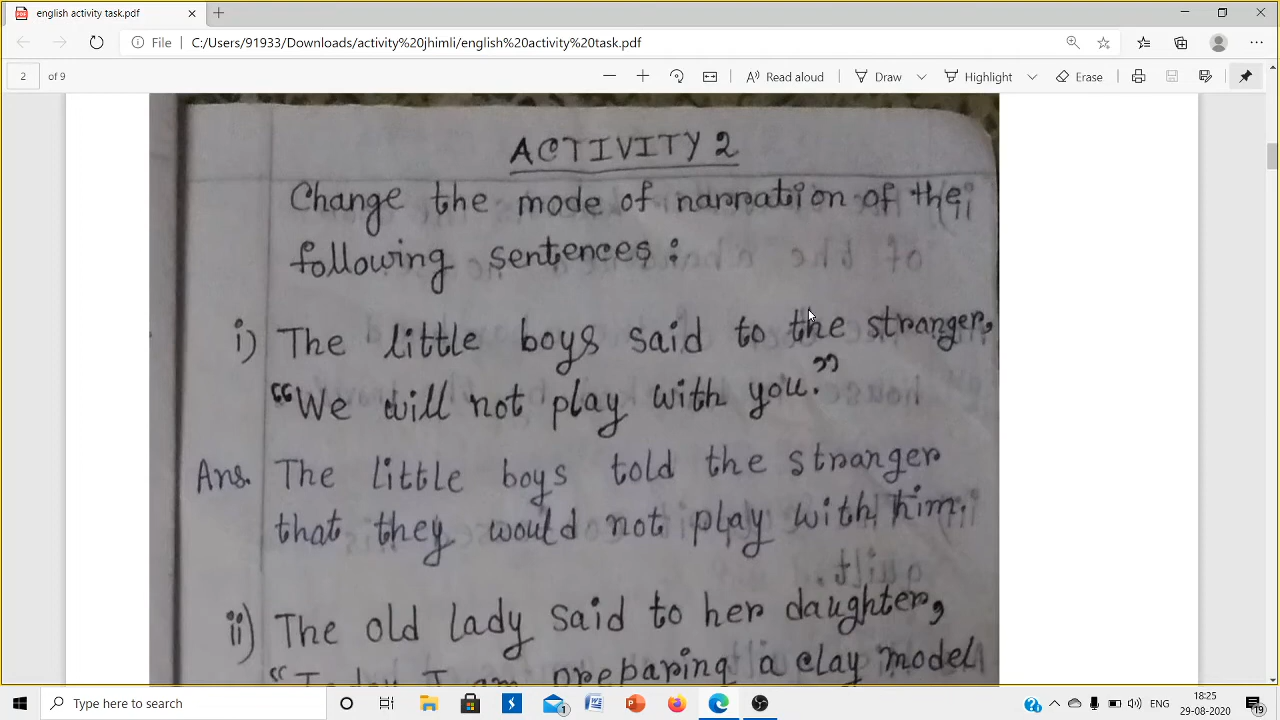 english activity task.pdf
File C:/Users/91933/Downloads/activity%20jhimli/english%20activity%20task.pdf
2 of 9 Read aloud Draw Highlight Erase
ACTIVITY 2
Change the mode of narration of the
following sentences :
i) The little boys said to the stranger,
“We will not play with you.”
Ans. The little boys told the stranger
that they would not play with him.
ii) The old lady said to her daughter,
“Today I am preparing a clay model
Type here to search
ENG
18:25
29-08-2020
19